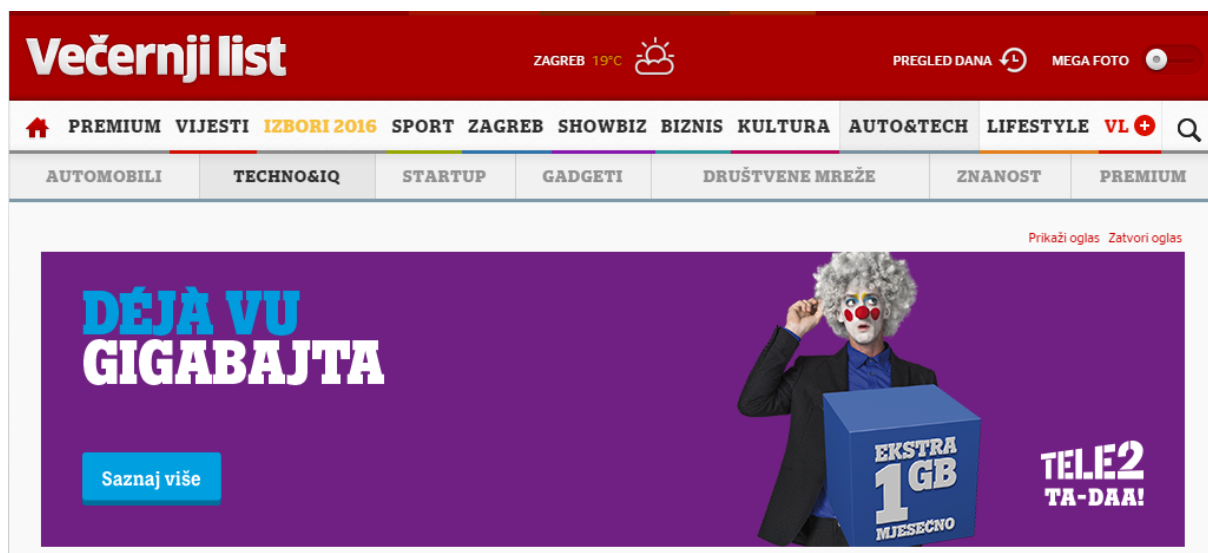 Večernji list
ZAGREB 19°C
PREGLED DANA
MEGA FOTO
PREMIUM VIJESTI IZBORI 2016 SPORT ZAGREB SHOWBIZ BIZNIS KULTURA AUTO&TECH LIFESTYLE VL
AUTOMOBILI TECHNO&IQ STARTUP GADGETI DRUŠTVENE MREŽE ZNANOST PREMIUM
Prikaži oglas Zatvori oglas
DÉJÀ VU
GIGABAJTA
Saznaj više
EKSTRA
1GB
MJESEČNO
TELE2
TA-DAA!